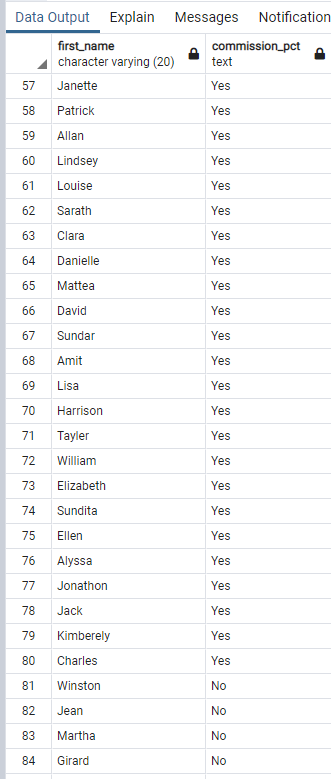 Data Output Explain Messages Notification
first_name commission_pct
character varying (20) text
57 Janette Yes
58 Patrick Yes
59 Allan Yes
60 Lindsey Yes
61 Louise Yes
62 Sarath Yes
63 Clara Yes
64 Danielle Yes
65 Mattea Yes
66 David Yes
67 Sundar Yes
68 Amit Yes
69 Lisa Yes
70 Harrison Yes
71 Tayler Yes
72 William Yes
73 Elizabeth Yes
74 Sundita Yes
75 Ellen Yes
76 Alyssa Yes
77 Jonathon Yes
78 Jack Yes
79 Kimberely Yes
80 Charles Yes
81 Winston No
82 Jean No
83 Martha No
84 Girard No